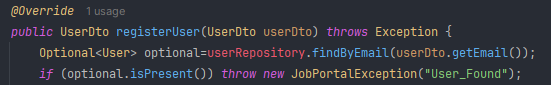 @Override 1 usage
public UserDto registerUser(UserDto userDto) throws Exception {
Optional<User> optional=userRepository.findByEmail(userDto.getEmail());
if (optional.isPresent()) throw new JobPortalException("User_Found");